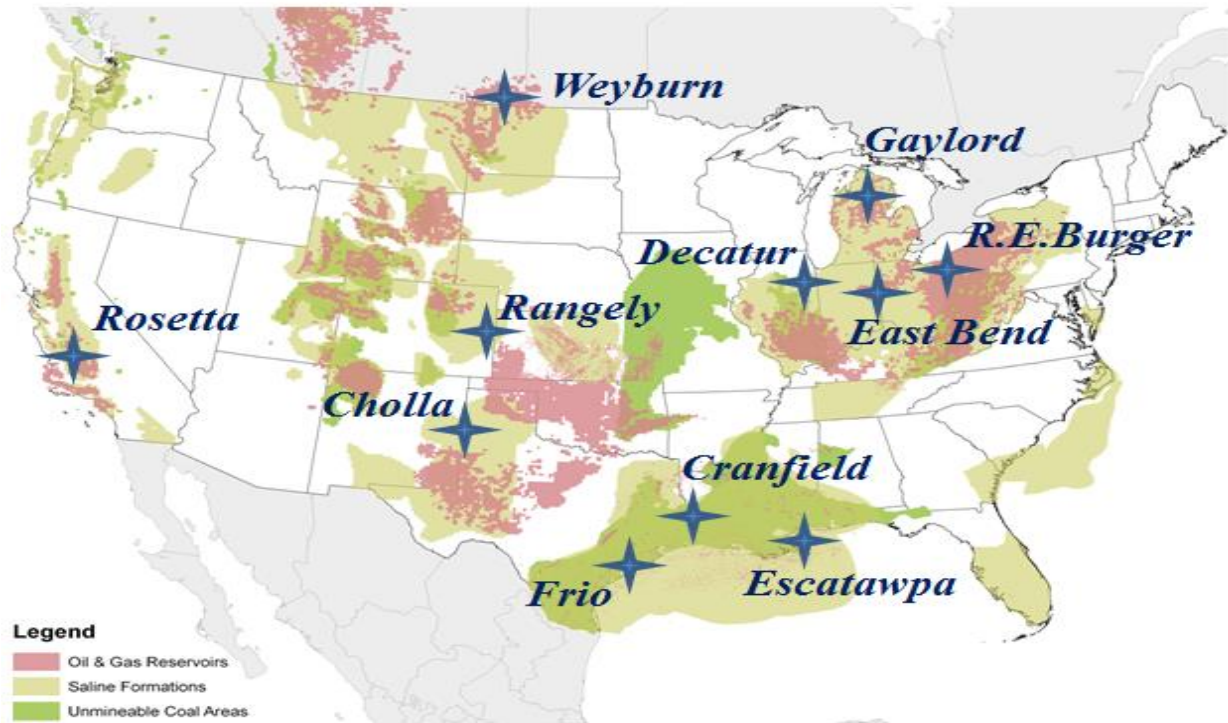 Weyburn
Gaylord
Decatur
R.E.Burger
Rosetta
Rangely
East Bend
Cholla
Cranfield
Frio
Escatawpa
Legend
Oil & Gas Reservoirs
Saline Formations
Unmineable Coal Areas